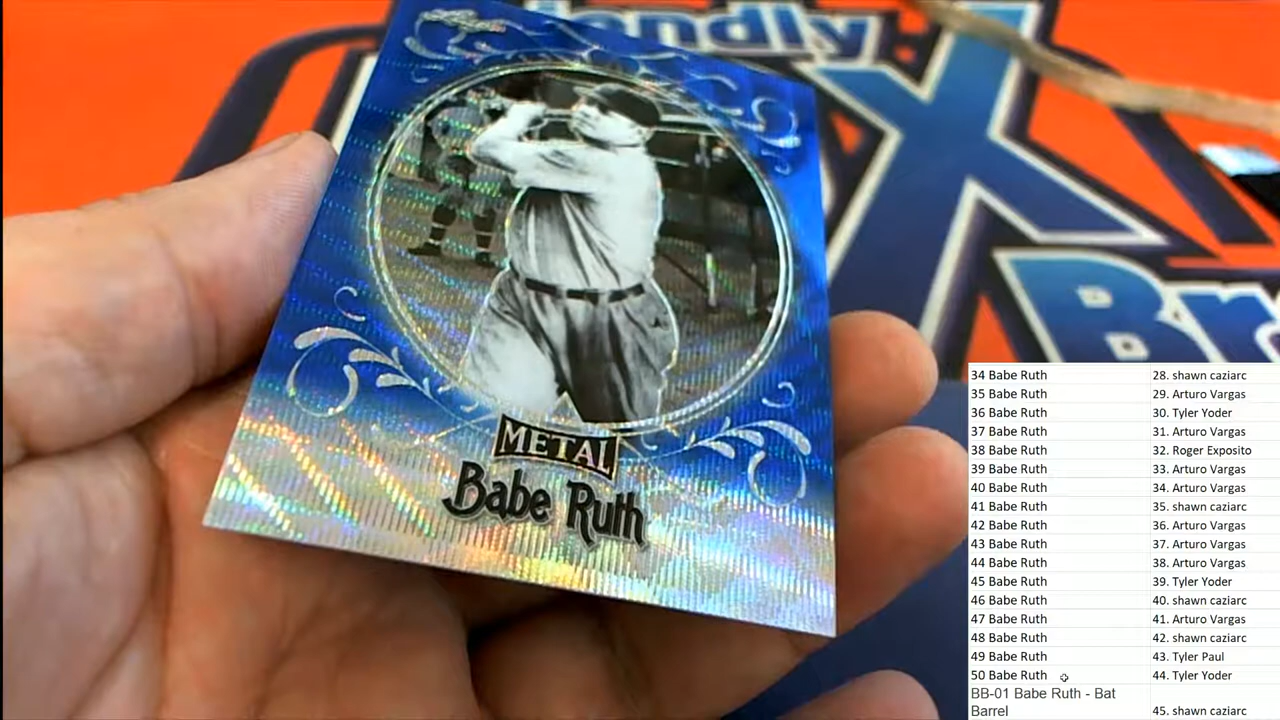 endly
X
Br
METAL
Babe Ruth
34 Babe Ruth 28. shawn caziarc
35 Babe Ruth 29. Arturo Vargas
36 Babe Ruth 30. Tyler Yoder
37 Babe Ruth 31. Arturo Vargas
38 Babe Ruth 32. Roger Exposito
39 Babe Ruth 33. Arturo Vargas
40 Babe Ruth 34. Arturo Vargas
41 Babe Ruth 35. shawn caziarc
42 Babe Ruth 36. Arturo Vargas
43 Babe Ruth 37. Arturo Vargas
44 Babe Ruth 38. Arturo Vargas
45 Babe Ruth 39. Tyler Yoder
46 Babe Ruth 40. shawn caziarc
47 Babe Ruth 41. Arturo Vargas
48 Babe Ruth 42. shawn caziarc
49 Babe Ruth 43. Tyler Paul
50 Babe Ruth 44. Tyler Yoder
BB-01 Babe Ruth - Bat
Barrel 45. shawn caziarc